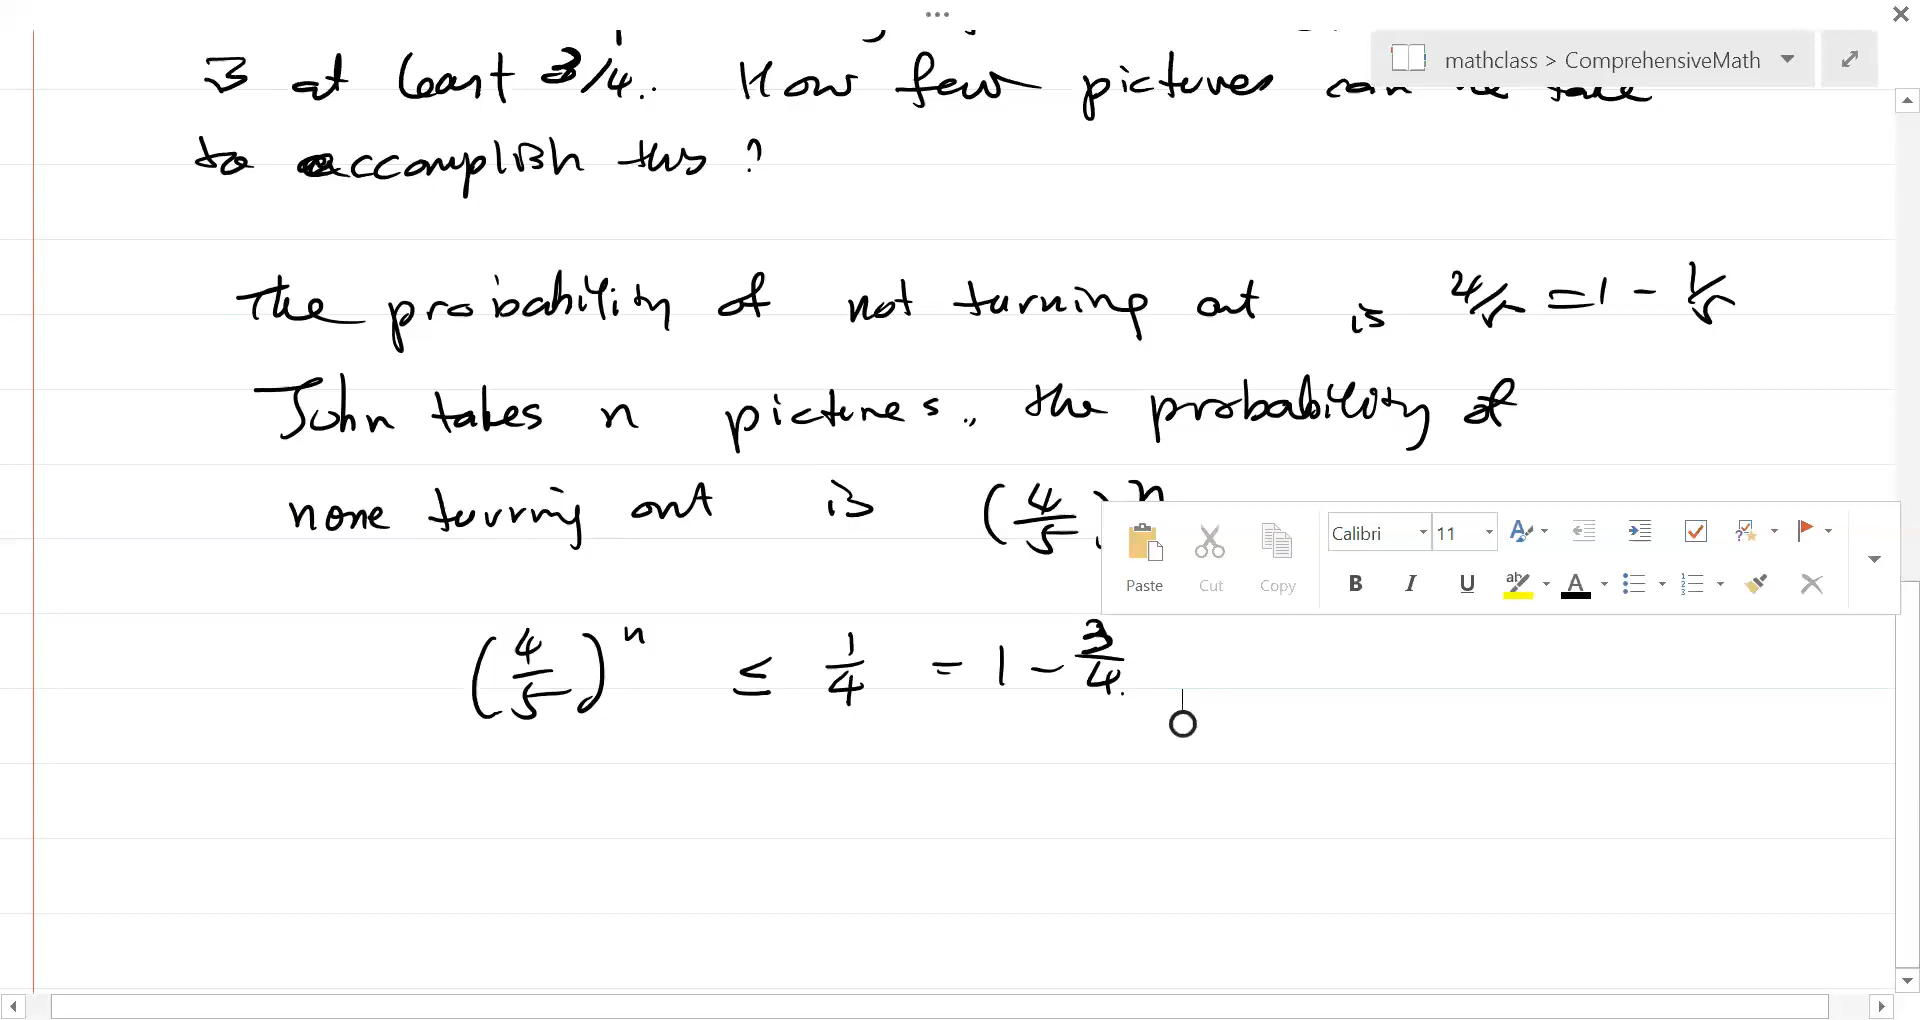 mathclass > ComprehensiveMath
is at least 3/4. How few pictures can he take
to accomplish this?
The probability of not turning out is 4/5 = 1 - 1/5
John takes n pictures, the probability of
none turning out is (4/5)ⁿ
Calibri 11
Paste Cut Copy B I U
(4/5)ⁿ ≤ 1/4 = 1 - 3/4.